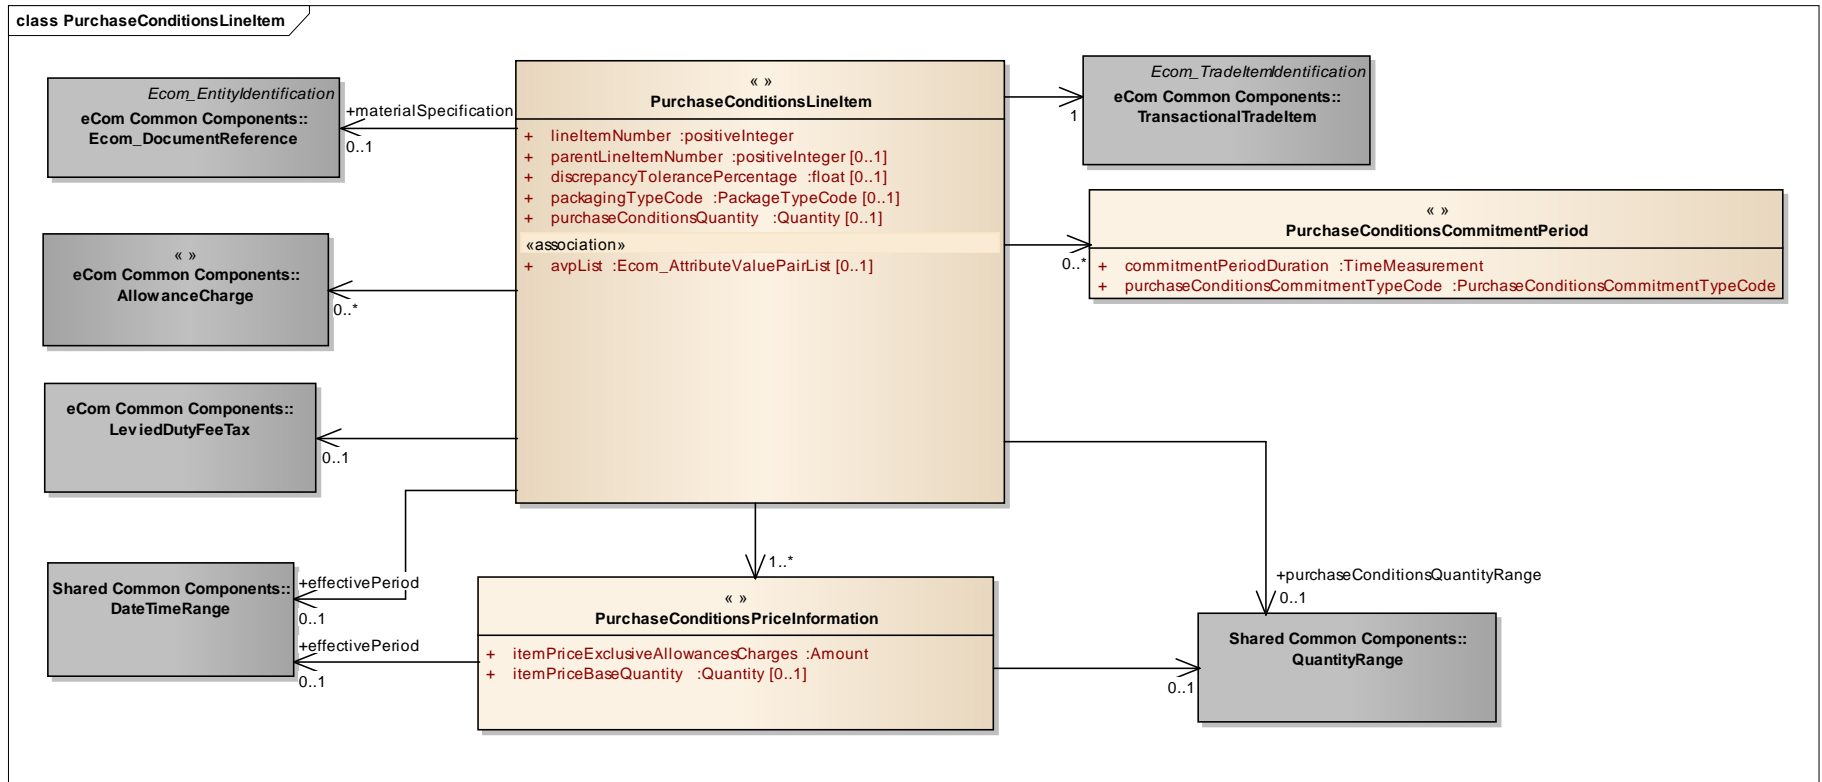 class PurchaseConditionsLineItem
Ecom_EntityIdentification
eCom Common Components::
Ecom_DocumentReference
+materialSpecification
0..1
« »
PurchaseConditionsLineItem
+ lineItemNumber :positiveInteger
+ parentLineItemNumber :positiveInteger [0..1]
+ discrepancyTolerancePercentage :float [0..1]
+ packagingTypeCode :PackageTypeCode [0..1]
+ purchaseConditionsQuantity :Quantity [0..1]
«association»
+ avpList :Ecom_AttributeValuePairList [0..1]
Ecom_TradeItemIdentification
eCom Common Components::
TransactionalTradeItem
1
« »
PurchaseConditionsCommitmentPeriod
+ commitmentPeriodDuration :TimeMeasurement
+ purchaseConditionsCommitmentTypeCode :PurchaseConditionsCommitmentTypeCode
0..*
« »
eCom Common Components::
AllowanceCharge
0..*
eCom Common Components::
LeviedDutyFeeTax
0..1
Shared Common Components::
DateTimeRange
+effectivePeriod
0..1
+effectivePeriod
0..1
1..*
« »
PurchaseConditionsPriceInformation
+ itemPriceExclusiveAllowancesCharges :Amount
+ itemPriceBaseQuantity :Quantity [0..1]
+purchaseConditionsQuantityRange
0..1
Shared Common Components::
QuantityRange
0..1